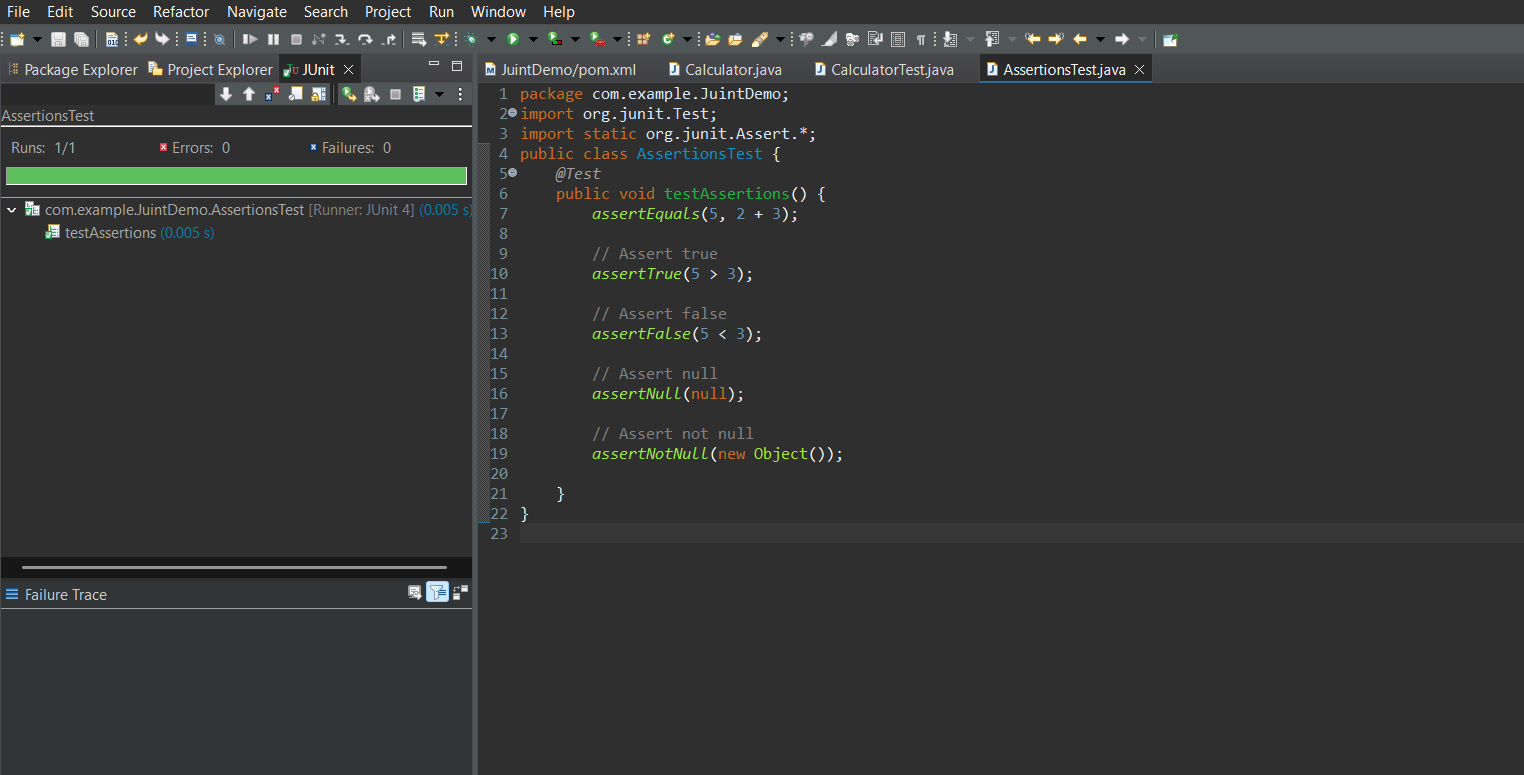 File Edit Source Refactor Navigate Search Project Run Window Help
Package Explorer Project Explorer JUnit
AssertionsTest
Runs: 1/1 Errors: 0 Failures: 0
com.example.JuintDemo.AssertionsTest [Runner: JUnit 4] (0.005 s)
testAssertions (0.005 s)
Failure Trace
JuintDemo/pom.xml Calculator.java CalculatorTest.java AssertionsTest.java
1 package com.example.JuintDemo;
2 import org.junit.Test;
3 import static org.junit.Assert.*;
4 public class AssertionsTest {
5 @Test
6 public void testAssertions() {
7 assertEquals(5, 2 + 3);
8
9 // Assert true
10 assertTrue(5 > 3);
11
12 // Assert false
13 assertFalse(5 < 3);
14
15 // Assert null
16 assertNull(null);
17
18 // Assert not null
19 assertNotNull(new Object());
20
21 }
22 }
23